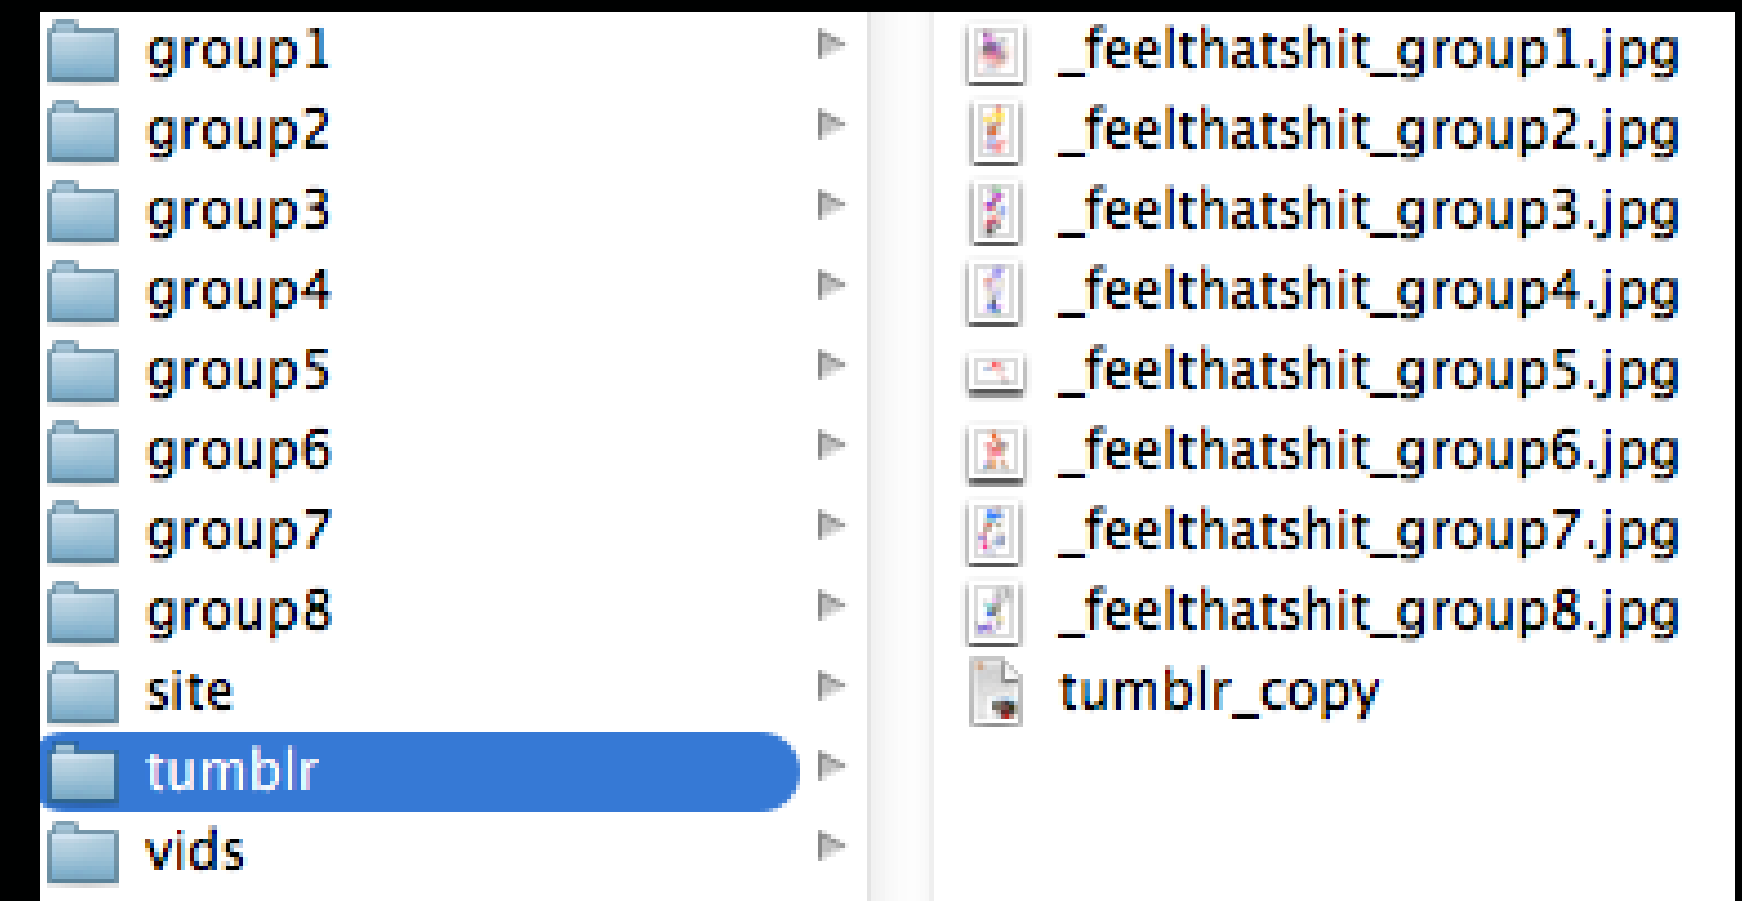 group1
group2
group3
group4
group5
group6
group7
group8
site
tumblr
vids
_feelthatshit_group1.jpg
_feelthatshit_group2.jpg
_feelthatshit_group3.jpg
_feelthatshit_group4.jpg
_feelthatshit_group5.jpg
_feelthatshit_group6.jpg
_feelthatshit_group7.jpg
_feelthatshit_group8.jpg
tumblr_copy